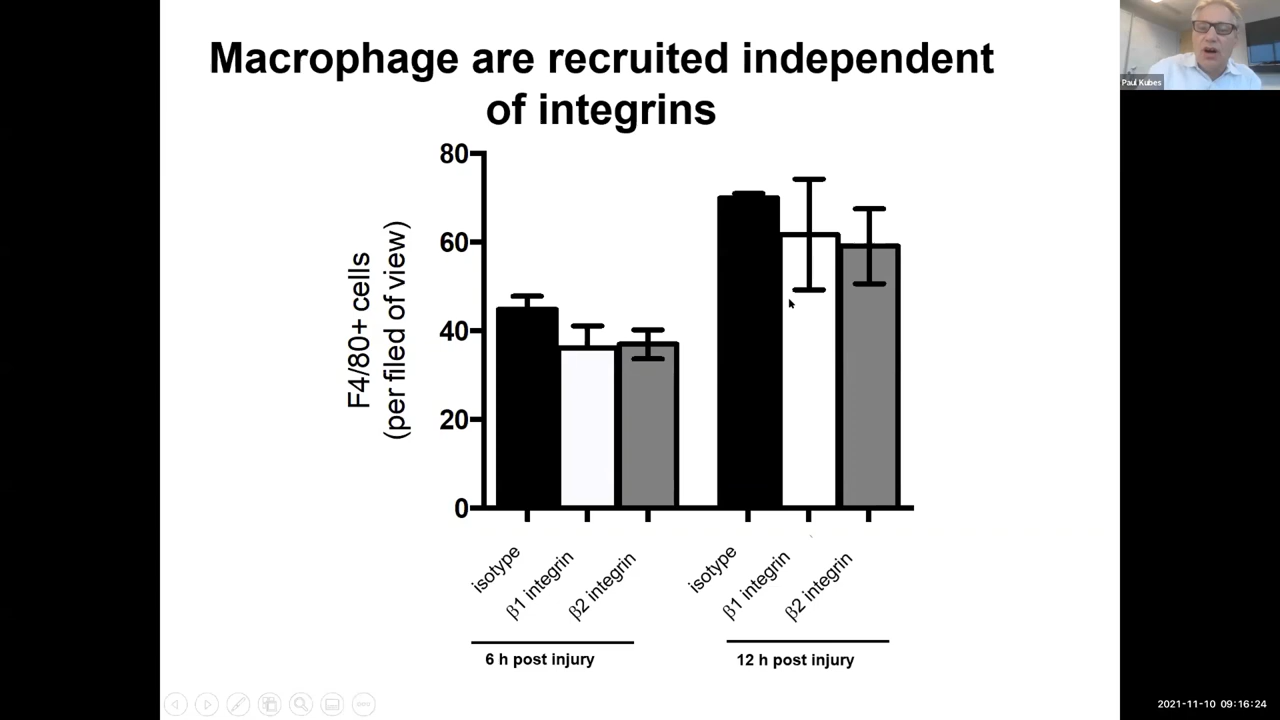 Macrophage are recruited independent
of integrins
Paul Kubes
80
60
40
20
0
F4/80+ cells
(per filed of view)
isotype
β1 integrin
β2 integrin
isotype
β1 integrin
β2 integrin
6 h post injury
12 h post injury
2021-11-10 09:16:24